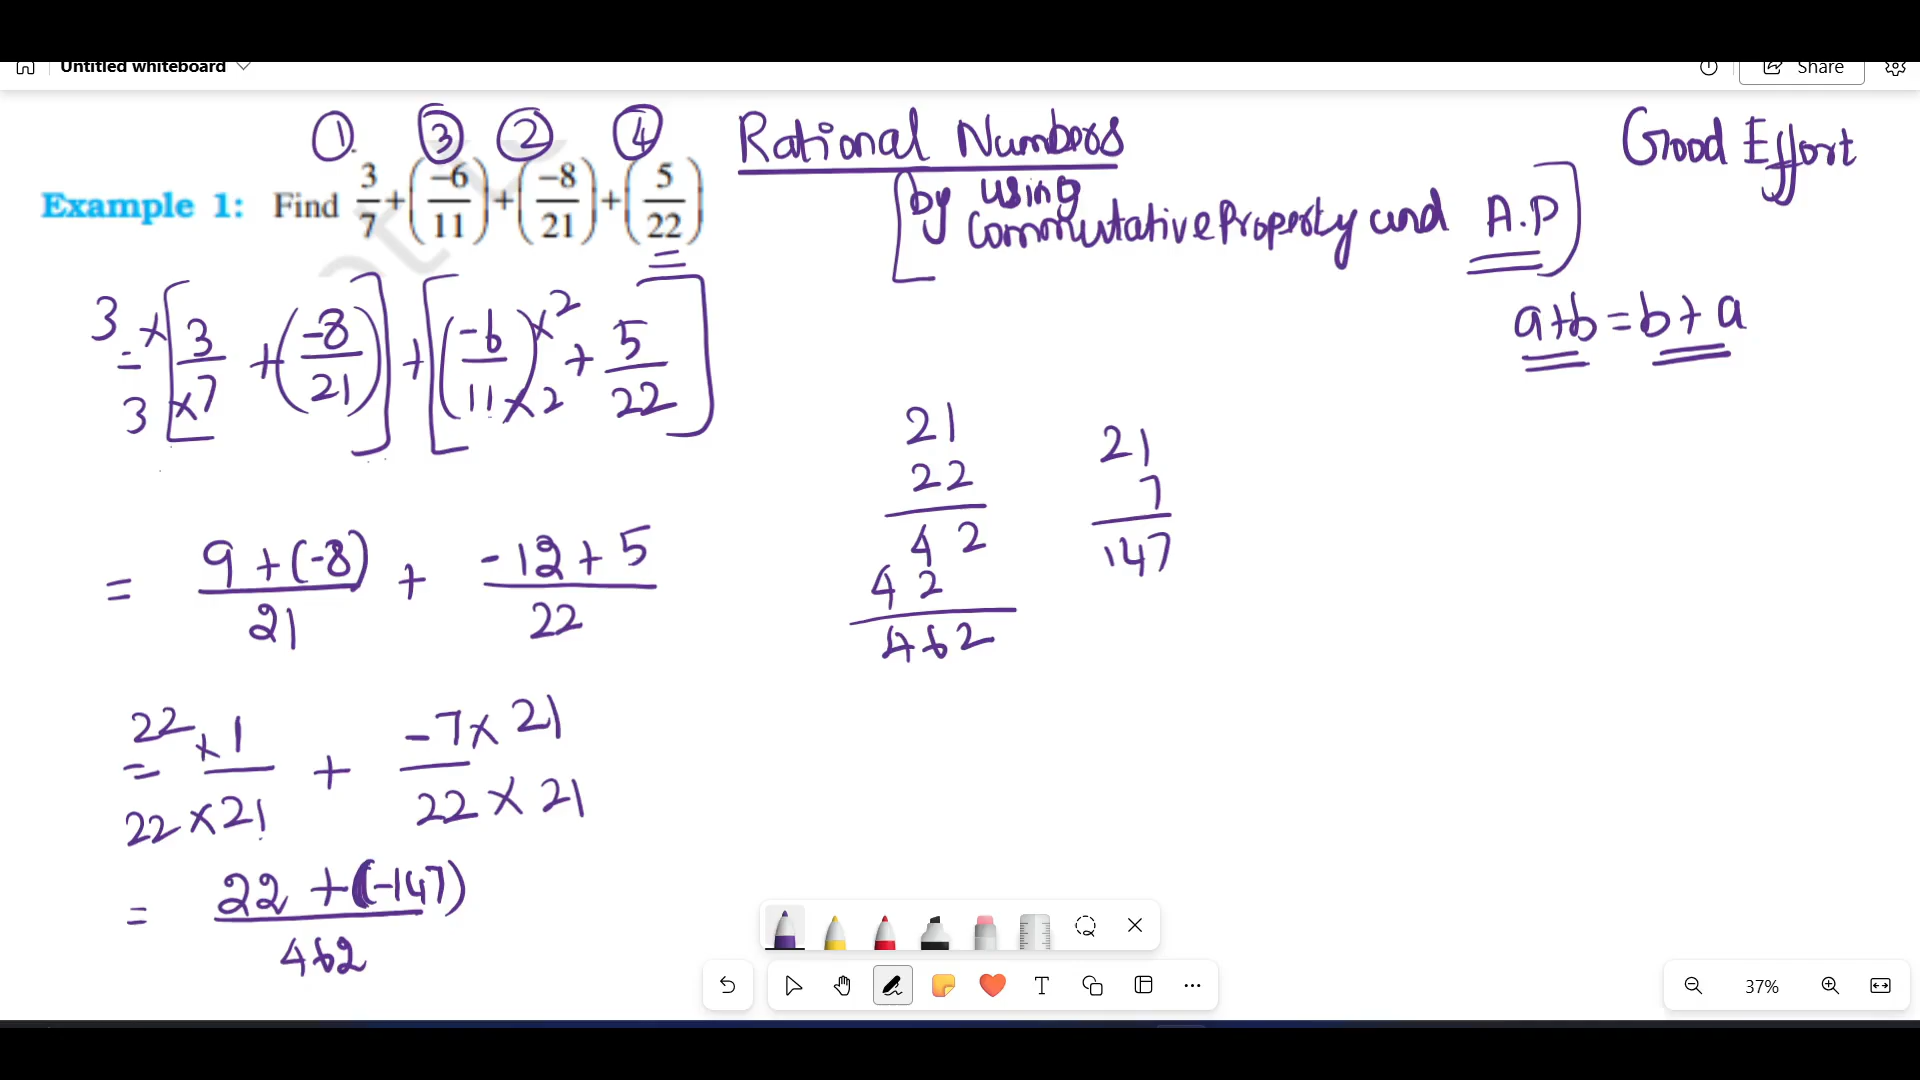 Untitled whiteboard
Share
① ③ ② ④ Rational Numbers
Good Effort
Example 1: Find 3/7 + (-6/11) + (-8/21) + (5/22)
[by using
Commutative Property and A.P]
a+b = b+a
= [3×3/3×7 + (-8/21)] + [(-6/11)×2/×2 + 5/22]
= 9+(-8)/21 + -12+5/22
= 22×1/22×21 + -7×21/22×21
= 22+(-147)/462
21
22
42
42
462
21
7
147
37%